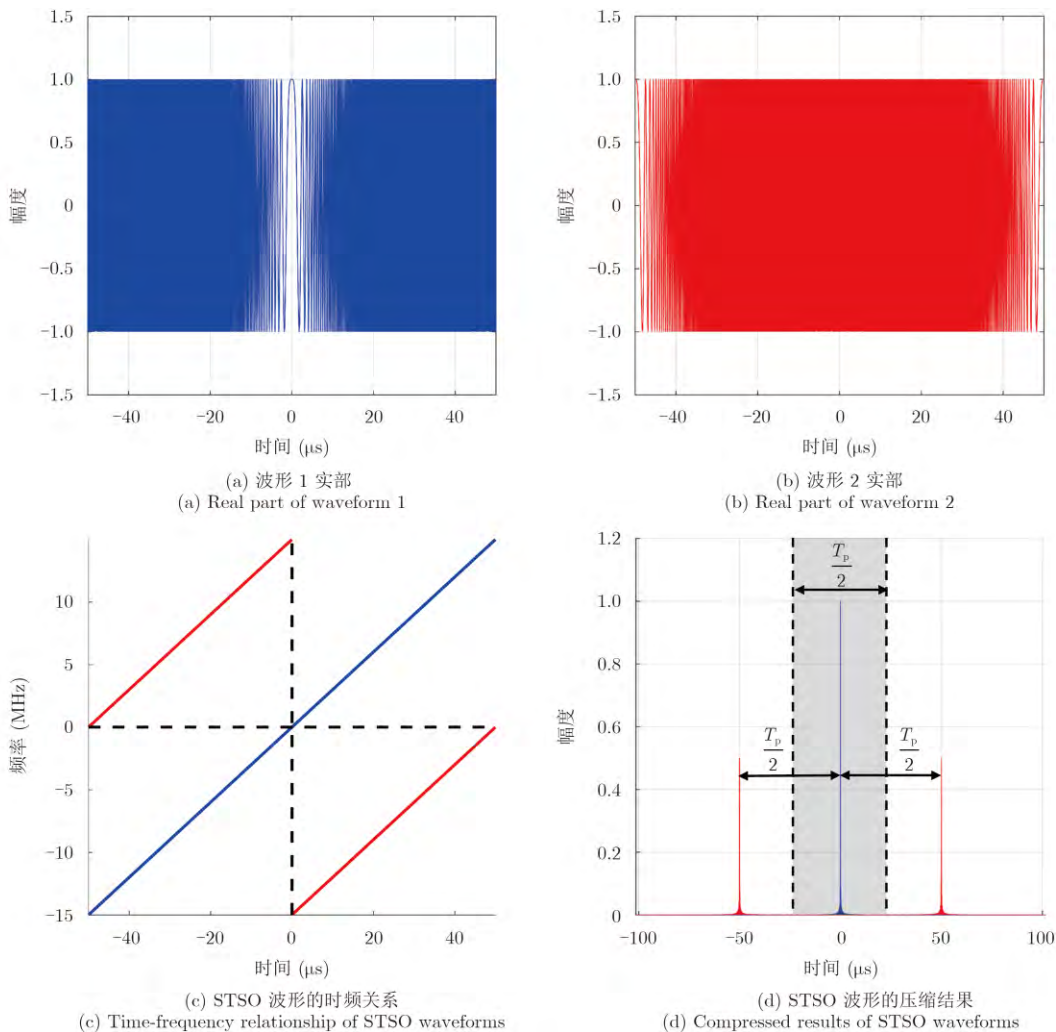 1.5
1.0
0.5
0
−0.5
−1.0
−1.5
幅度
−40
−20
0
20
40
时间 (μs)
(a) 波形 1 实部
(a) Real part of waveform 1
1.5
1.0
0.5
0
−0.5
−1.0
−1.5
幅度
−40
−20
0
20
40
时间 (μs)
(b) 波形 2 实部
(b) Real part of waveform 2
10
5
0
−5
−10
−15
频率 (MHz)
−40
−20
0
20
40
时间 (μs)
(c) STSO 波形的时频关系
(c) Time-frequency relationship of STSO waveforms
1.2
1.0
0.8
0.6
0.4
0.2
0
幅度
T_p/2
T_p/2
T_p/2
−100
−50
0
50
100
时间 (μs)
(d) STSO 波形的压缩结果
(d) Compressed results of STSO waveforms